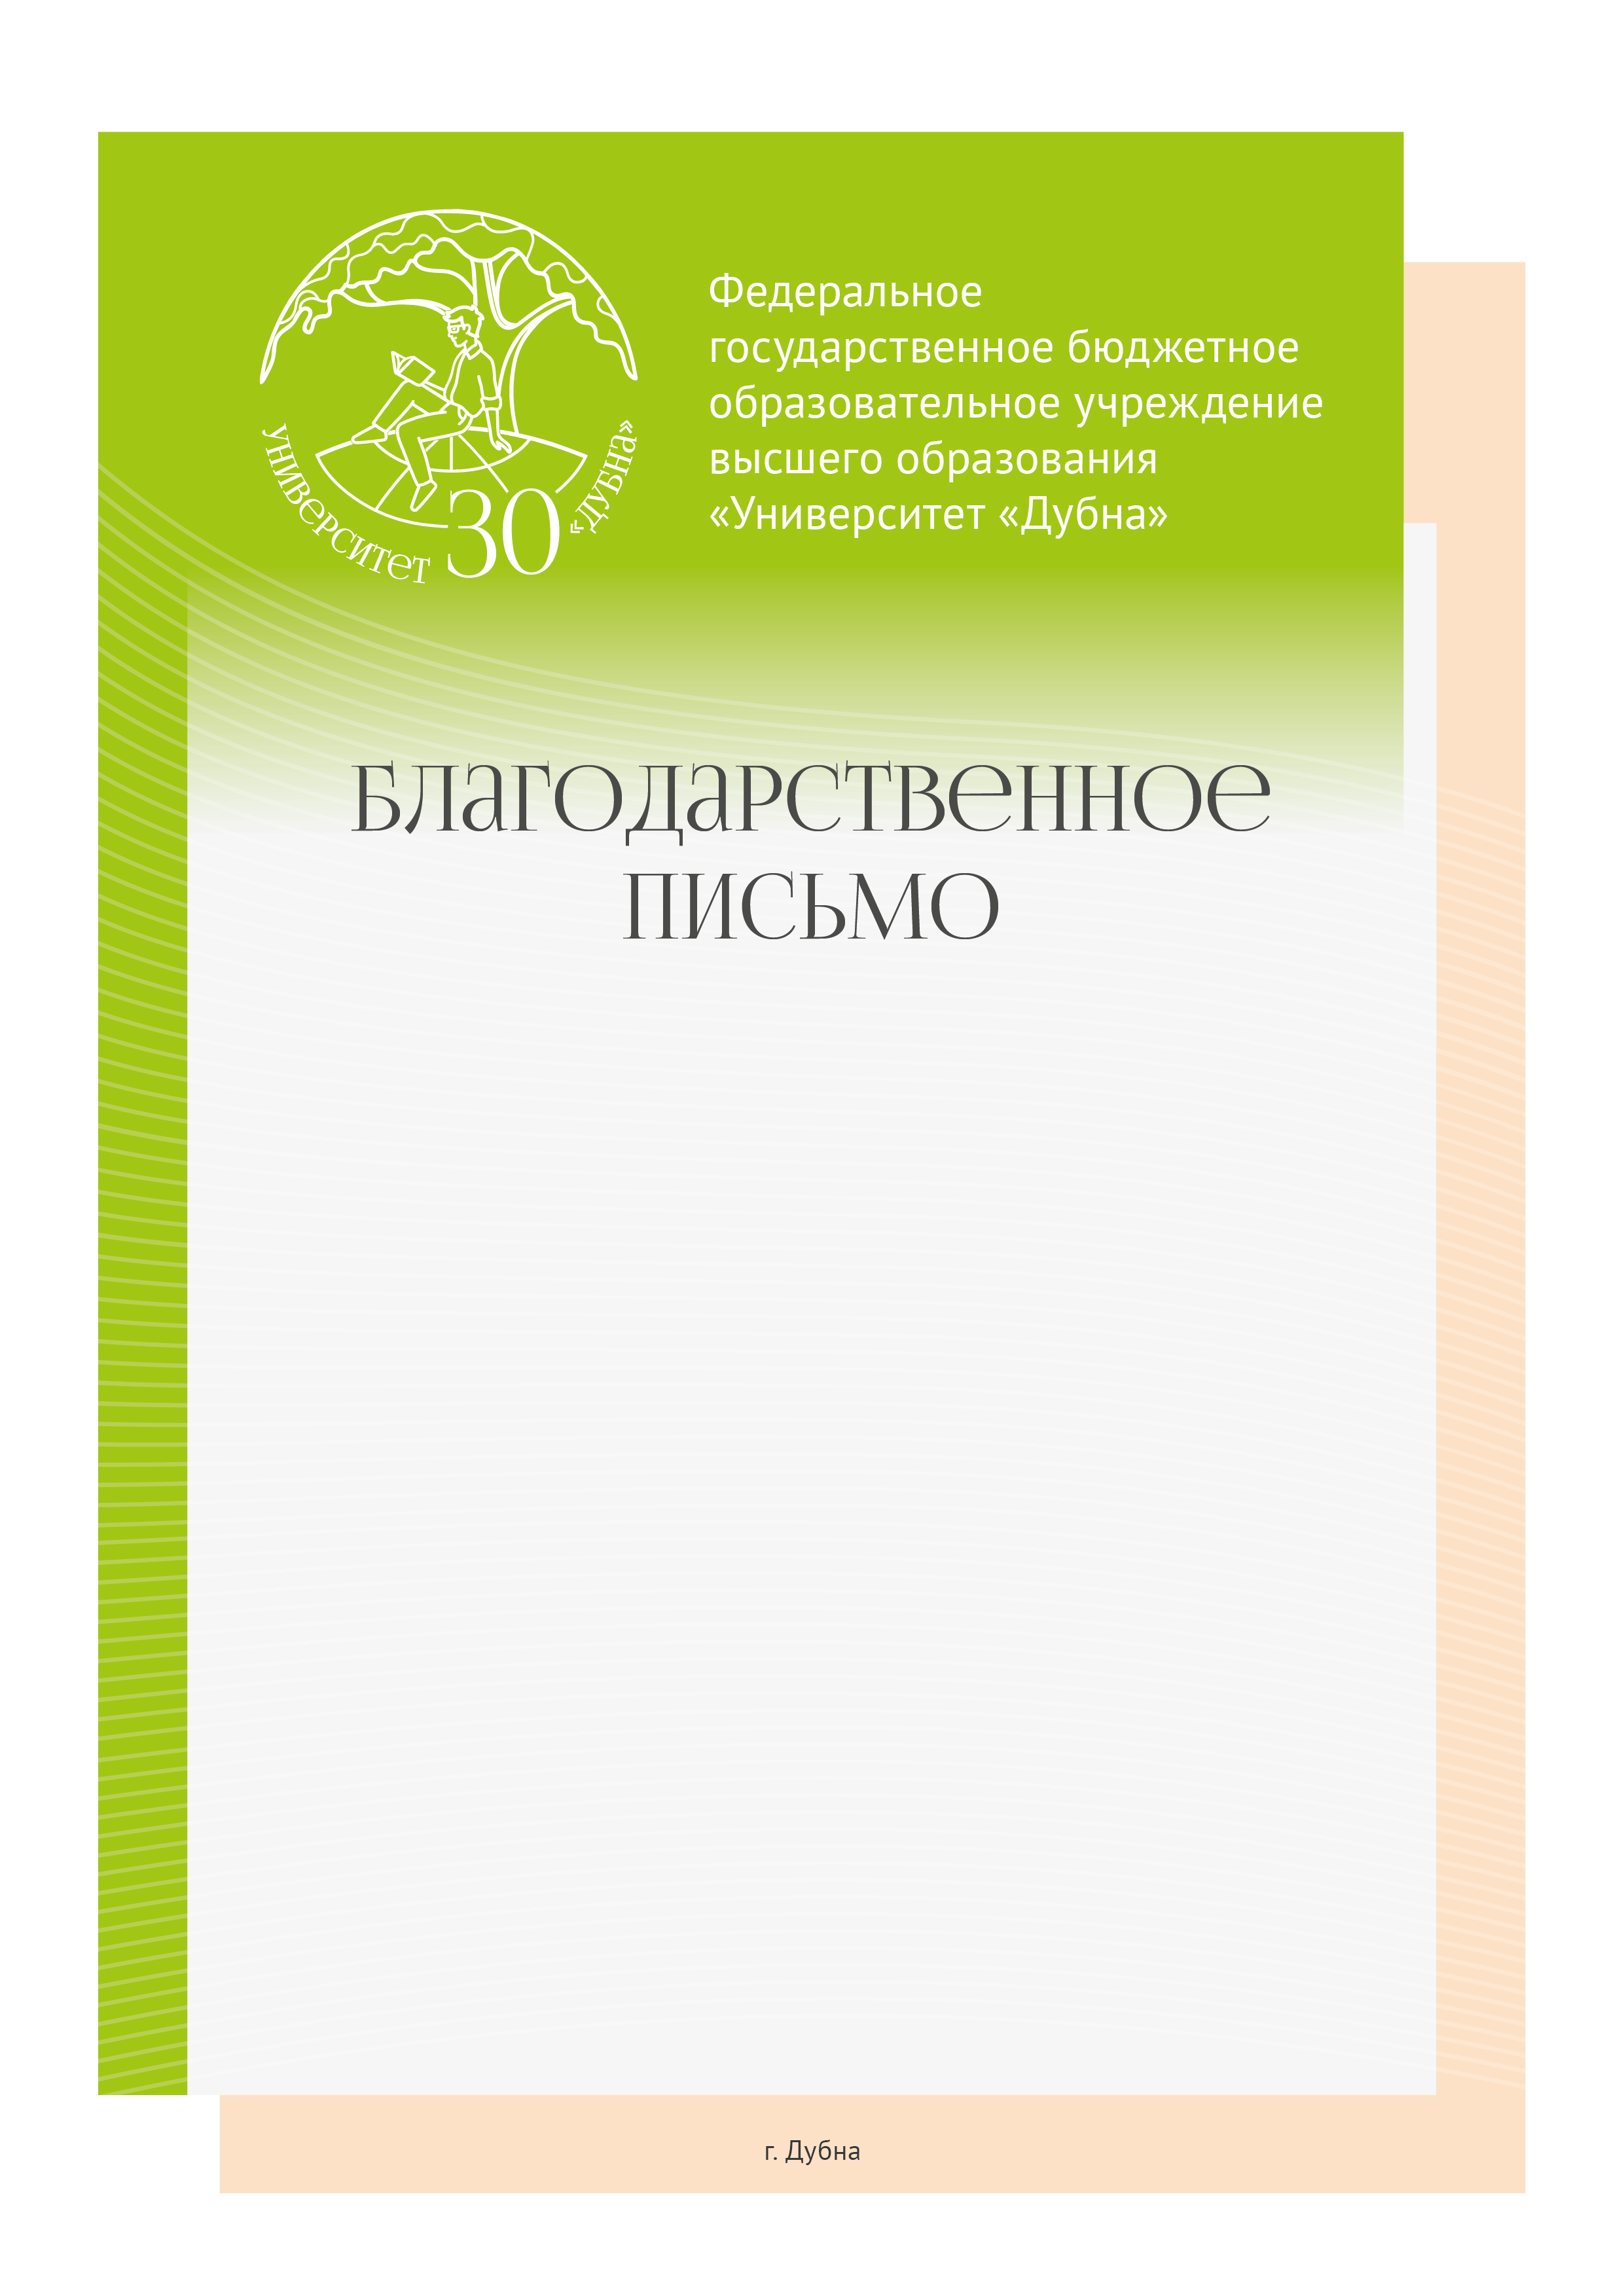 Федеральное
государственное бюджетное
образовательное учреждение
высшего образования
«Университет «Дубна»
университет 30 «Дубна»
Благодарственное
письмо
г. Дубна